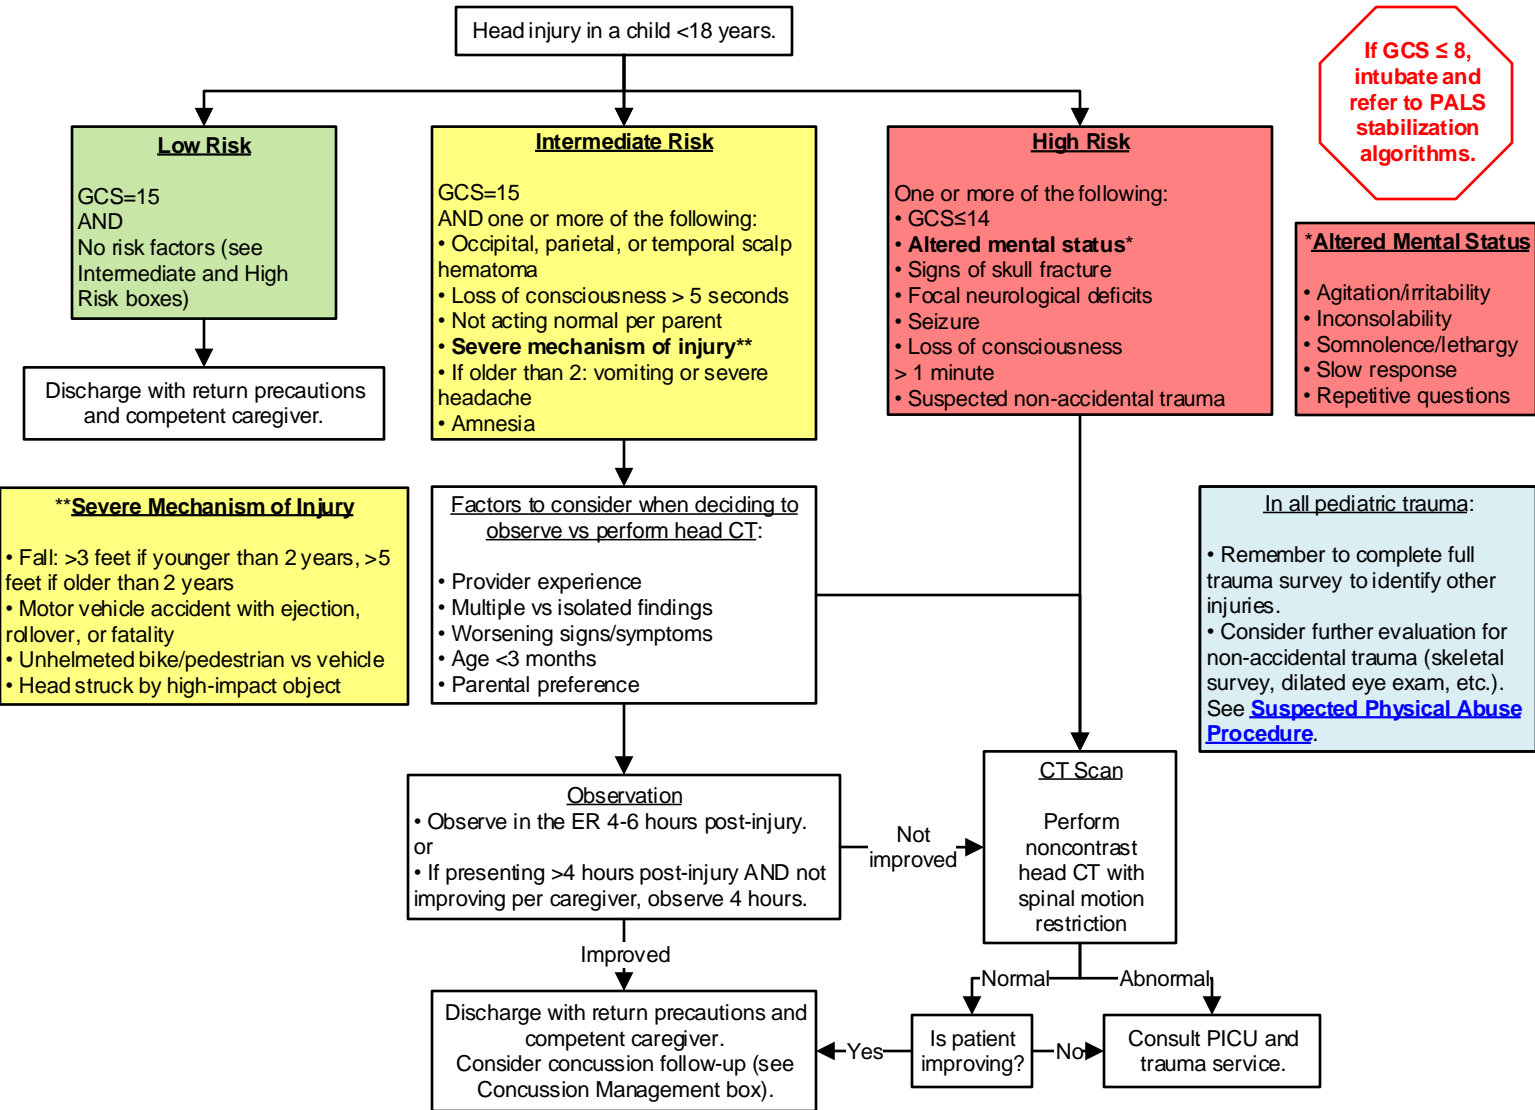 Head injury in a child <18 years.
If GCS ≤ 8,
intubate and
refer to PALS
stabilization
algorithms.
Low Risk
GCS=15
AND
No risk factors (see
Intermediate and High
Risk boxes)
Intermediate Risk
GCS=15
AND one or more of the following:
• Occipital, parietal, or temporal scalp
hematoma
• Loss of consciousness > 5 seconds
• Not acting normal per parent
• Severe mechanism of injury**
• If older than 2: vomiting or severe
headache
• Amnesia
High Risk
One or more of the following:
• GCS≤14
• Altered mental status*
• Signs of skull fracture
• Focal neurological deficits
• Seizure
• Loss of consciousness
> 1 minute
• Suspected non-accidental trauma
*Altered Mental Status
• Agitation/irritability
• Inconsolability
• Somnolence/lethargy
• Slow response
• Repetitive questions
Discharge with return precautions
and competent caregiver.
**Severe Mechanism of Injury
• Fall: >3 feet if younger than 2 years, >5
feet if older than 2 years
• Motor vehicle accident with ejection,
rollover, or fatality
• Unhelmeted bike/pedestrian vs vehicle
• Head struck by high-impact object
Factors to consider when deciding to
observe vs perform head CT:
• Provider experience
• Multiple vs isolated findings
• Worsening signs/symptoms
• Age <3 months
• Parental preference
In all pediatric trauma:
• Remember to complete full
trauma survey to identify other
injuries.
• Consider further evaluation for
non-accidental trauma (skeletal
survey, dilated eye exam, etc.).
See Suspected Physical Abuse
Procedure.
Observation
• Observe in the ER 4-6 hours post-injury.
or
• If presenting >4 hours post-injury AND not
improving per caregiver, observe 4 hours.
Not
improved
CT Scan
Perform
noncontrast
head CT with
spinal motion
restriction
Improved
Normal
Abnormal
Discharge with return precautions and
competent caregiver.
Consider concussion follow-up (see
Concussion Management box).
Yes
Is patient
improving?
No
Consult PICU and
trauma service.